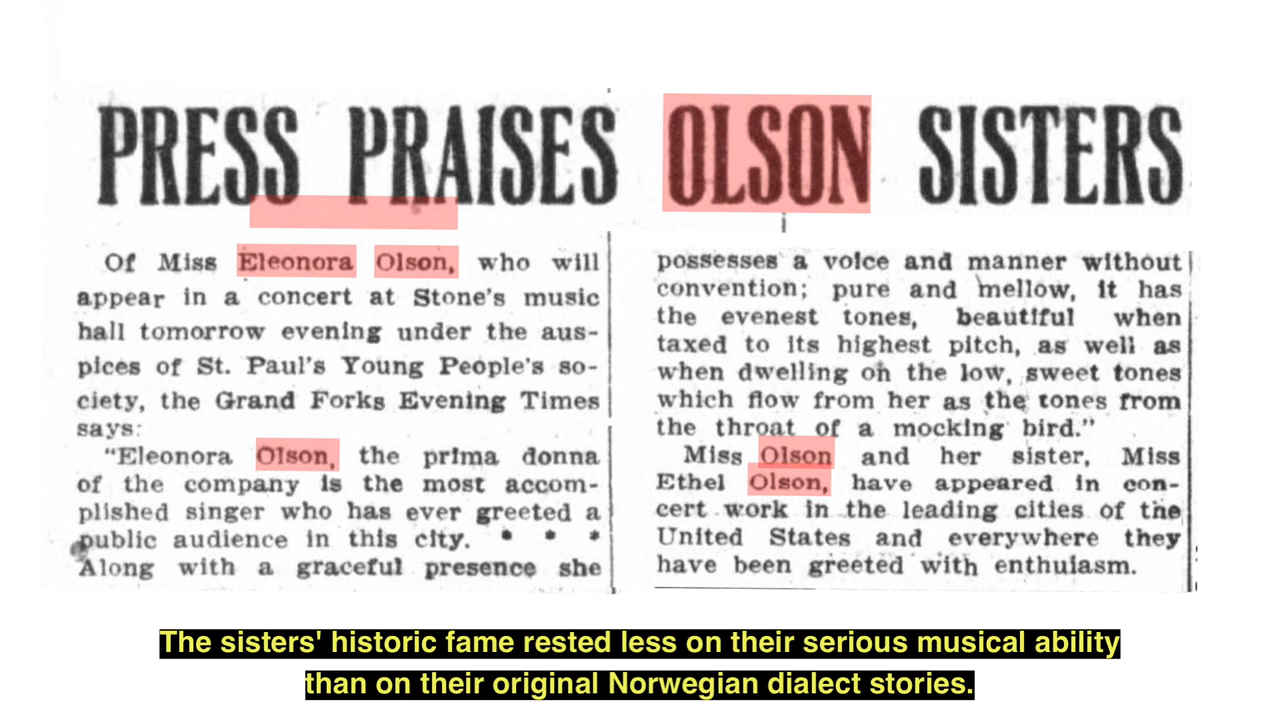 PRESS PRAISES OLSON SISTERS
Of Miss Eleonora Olson, who will
appear in a concert at Stone's music
hall tomorrow evening under the aus-
pices of St. Paul's Young People's so-
ciety, the Grand Forks Evening Times
says:
"Eleonora Olson, the prima donna
of the company is the most accom-
plished singer who has ever greeted a
public audience in this city. * * *
Along with a graceful presence she
possesses a voice and manner without
convention; pure and mellow, it has
the evenest tones, beautiful when
taxed to its highest pitch, as well as
when dwelling on the low, sweet tones
which flow from her as the tones from
the throat of a mocking bird."
Miss Olson and her sister, Miss
Ethel Olson, have appeared in con-
cert work in the leading cities of the
United States and everywhere they
have been greeted with enthuiasm.
The sisters' historic fame rested less on their serious musical ability
than on their original Norwegian dialect stories.